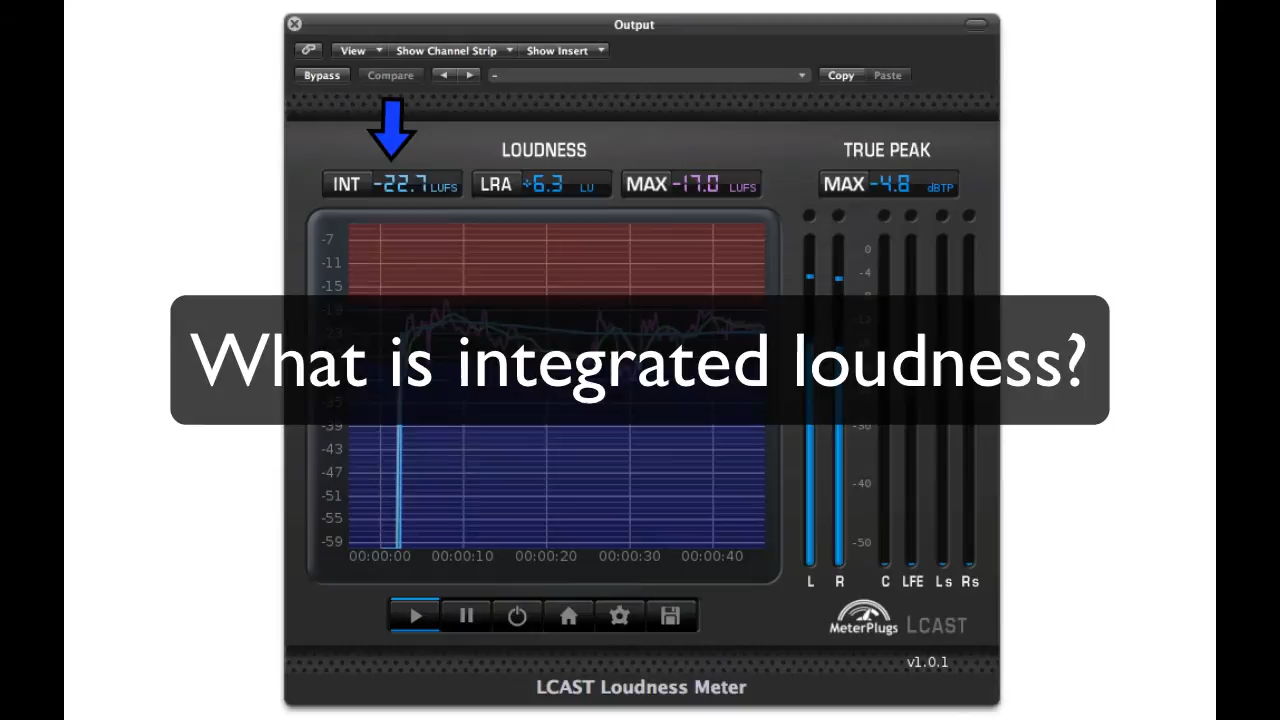 Output
View Show Channel Strip Show Insert
Bypass Compare - Copy Paste
LOUDNESS TRUE PEAK
INT -22.7 LUFS LRA +6.3 LU MAX -17.0 LUFS MAX -4.8 dBTP
-7
-11
-15
-19
-23
What is integrated loudness?
-35
-39
-43
-47
-51
-55
-59
00:00:00 00:00:10 00:00:20 00:00:30 00:00:40
0
-4
-30
-40
-50
L R C LFE Ls Rs
MeterPlugs LCAST
v1.0.1
LCAST Loudness Meter